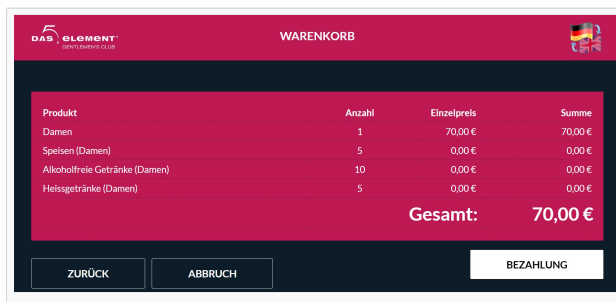 5
DAS ELEMENT
GENTLEMEN'S CLUB
WARENKORB
Produkt Anzahl Einzelpreis Summe
Damen 1 70,00 € 70,00 €
Speisen (Damen) 5 0,00 € 0,00 €
Alkoholfreie Getränke (Damen) 10 0,00 € 0,00 €
Heissgetränke (Damen) 5 0,00 € 0,00 €
Gesamt: 70,00 €
ZURÜCK ABBRUCH BEZAHLUNG